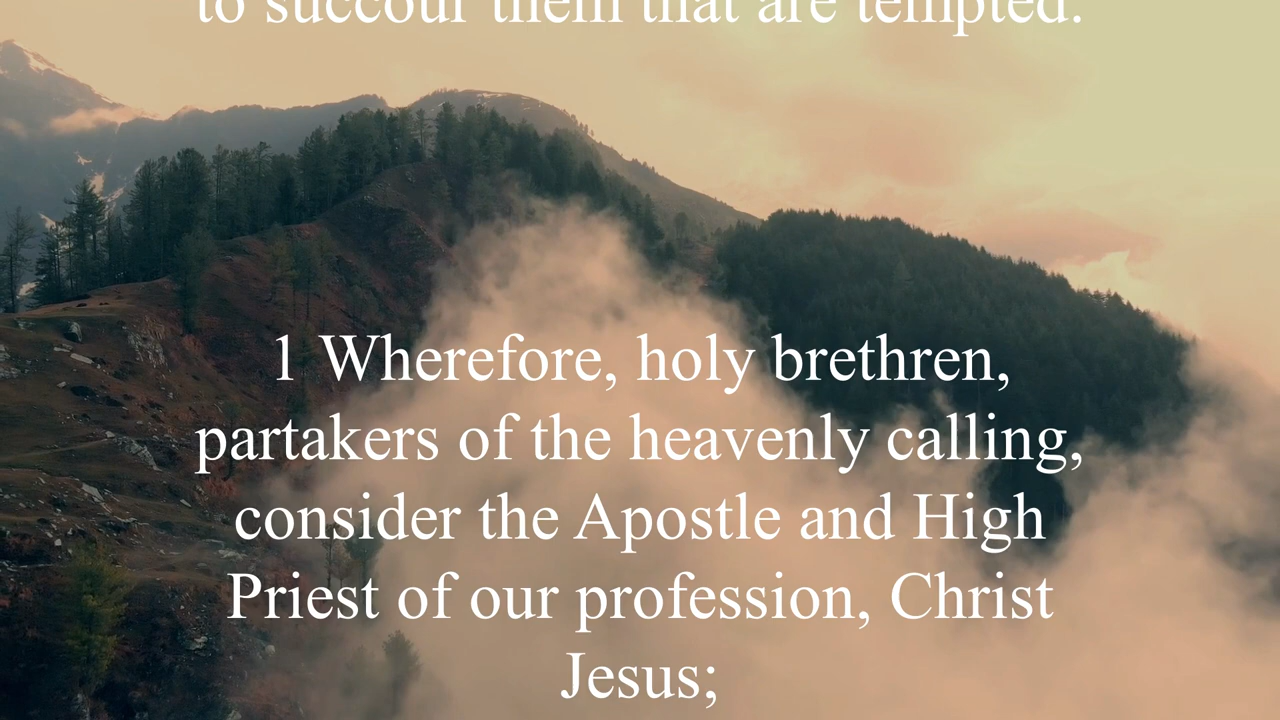 to succour them that are tempted.
1 Wherefore, holy brethren,
partakers of the heavenly calling,
consider the Apostle and High
Priest of our profession, Christ
Jesus;